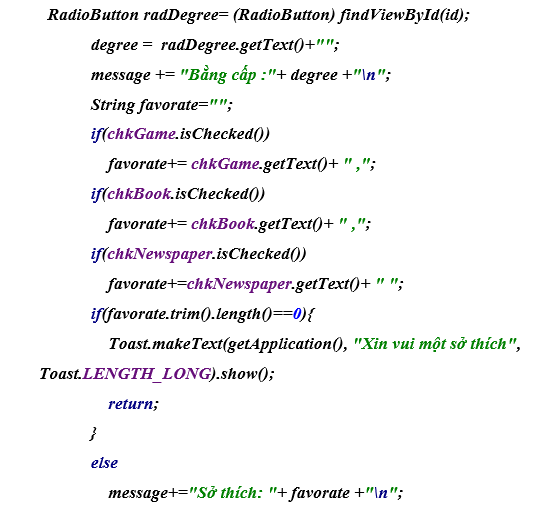 RadioButton radDegree= (RadioButton) findViewById(id);
degree =  radDegree.getText()+"";
message += "Bằng cấp :"+ degree +"\n";
String favorate="";
if(chkGame.isChecked())
favorate+= chkGame.getText()+ " ,";
if(chkBook.isChecked())
favorate+= chkBook.getText()+ " ,";
if(chkNewspaper.isChecked())
favorate+=chkNewspaper.getText()+ " ";
if(favorate.trim().length()==0){
Toast.makeText(getApplication(), "Xin vui một sở thích",
Toast.LENGTH_LONG).show();
return;
}
else
message+="Sở thích: "+ favorate +"\n";